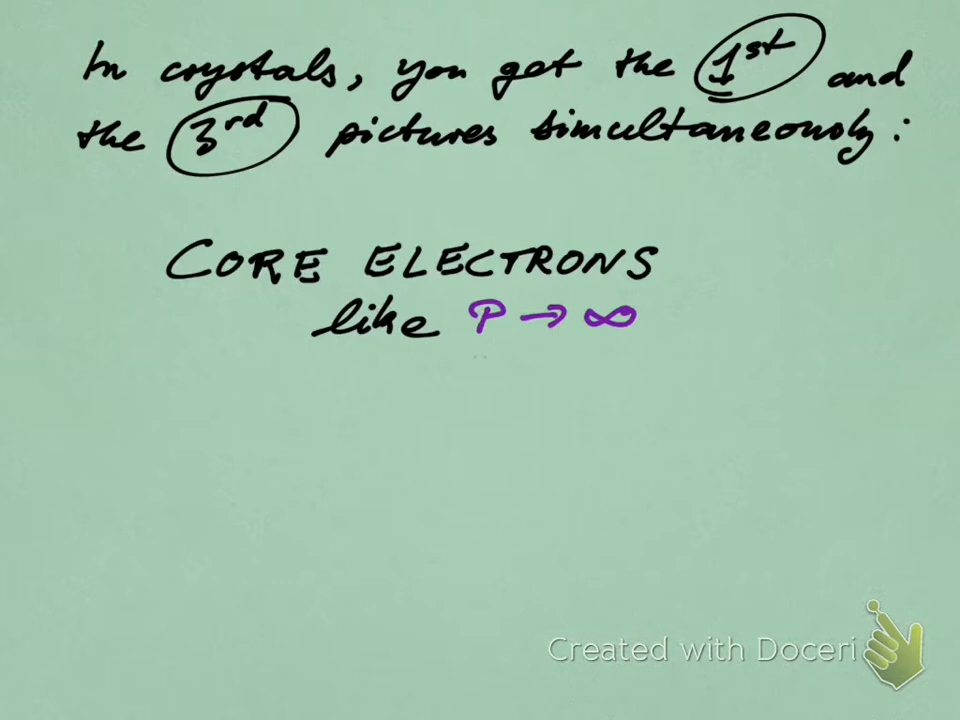 In crystals, you get the 1st and
the 3rd pictures simultaneously:
CORE ELECTRONS
like P → ∞
Created with Doceri